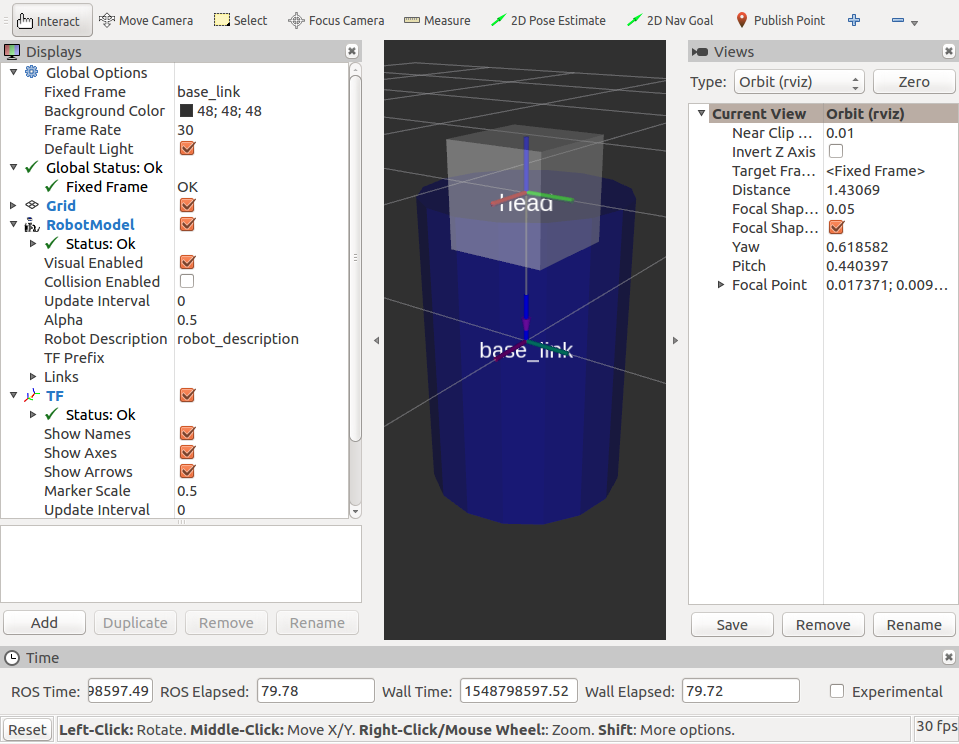 Interact Move Camera Select Focus Camera Measure 2D Pose Estimate 2D Nav Goal Publish Point
Displays
Global Options
Fixed Frame base_link
Background Color 48; 48; 48
Frame Rate 30
Default Light
Global Status: Ok
Fixed Frame OK
Grid
RobotModel
Status: Ok
Visual Enabled
Collision Enabled
Update Interval 0
Alpha 0.5
Robot Description robot_description
TF Prefix
Links
TF
Status: Ok
Show Names
Show Axes
Show Arrows
Marker Scale 0.5
Update Interval 0
Add Duplicate Remove Rename
head
base_link
Views
Type: Orbit (rviz) Zero
Current View Orbit (rviz)
Near Clip ... 0.01
Invert Z Axis
Target Fra... <Fixed Frame>
Distance 1.43069
Focal Shap... 0.05
Focal Shap...
Yaw 0.618582
Pitch 0.440397
Focal Point 0.017371; 0.009...
Save Remove Rename
Time
ROS Time: 98597.49 ROS Elapsed: 79.78 Wall Time: 1548798597.52 Wall Elapsed: 79.72 Experimental
Reset Left-Click: Rotate. Middle-Click: Move X/Y. Right-Click/Mouse Wheel:: Zoom. Shift: More options. 30 fps